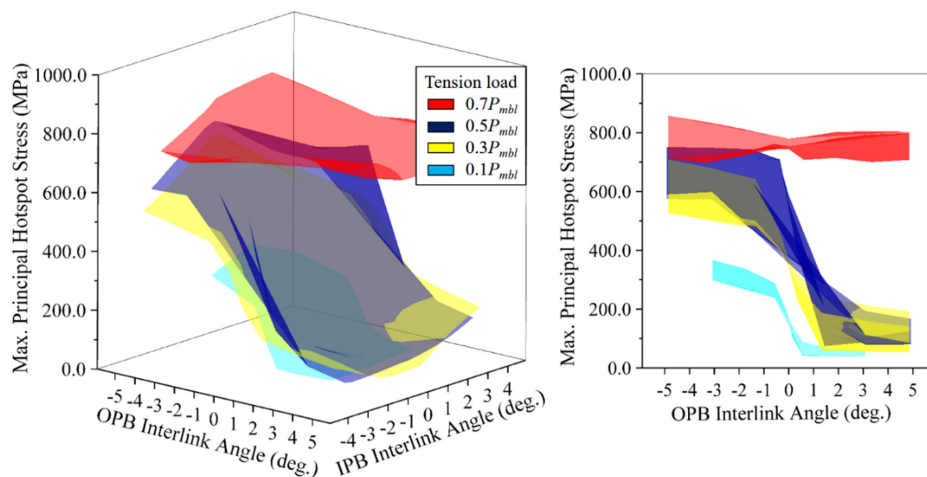 Max. Principal Hotspot Stress (MPa)
1000.0
800.0
600.0
400.0
200.0
0.0
-5 -4 -3 -2 -1 0 1 2 3 4 5
OPB Interlink Angle (deg.)
-4 -3 -2 -1 0 1 2 3 4
IPB Interlink Angle (deg.)
Tension load
0.7P_mbl
0.5P_mbl
0.3P_mbl
0.1P_mbl
Max. Principal Hotspot Stress (MPa)
1000.0
800.0
600.0
400.0
200.0
0.0
-5 -4 -3 -2 -1 0 1 2 3 4 5
OPB Interlink Angle (deg.)